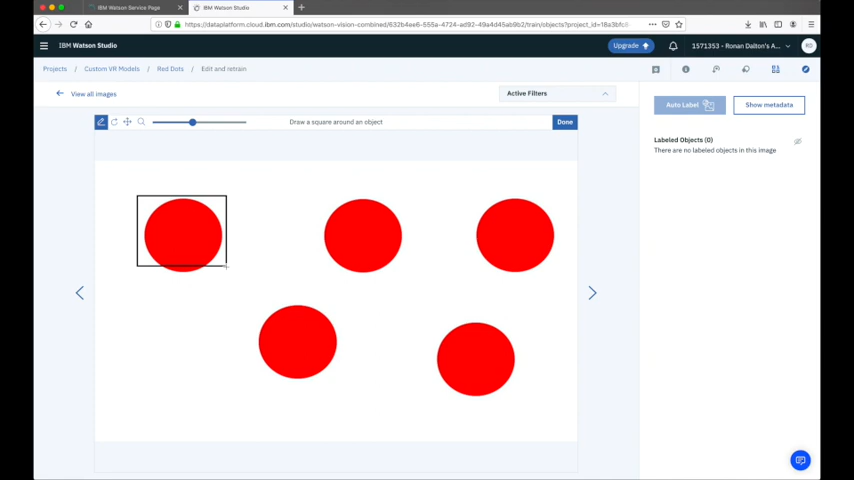 IBM Watson Service Page
IBM Watson Studio
https://dataplatform.cloud.ibm.com/studio/watson-vision-combined/632b4ee6-555a-4724-ad92-49a4d45ab9b2/train/objects?project_id=18a3bfc8
IBM Watson Studio
Upgrade
1571353 - Ronan Dalton's A...
RD
Projects / Custom VR Models / Red Dots / Edit and retrain
View all images
Active Filters
Auto Label
Show metadata
Draw a square around an object
Done
Labeled Objects (0)
There are no labeled objects in this image